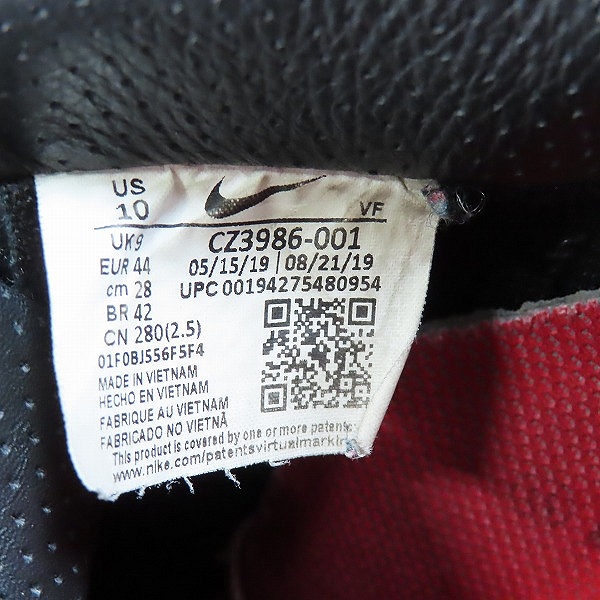 US
10
VF
UK9
CZ3986-001
EUR 44
05/15/19 | 08/21/19
cm 28
UPC 00194275480954
BR 42
CN 280(2.5)
01F0BJ556F5F4
MADE IN VIETNAM
HECHO EN VIETNAM
FABRIQUE AU VIETNAM
FABRICADO NO VIETNÃ
This product is covered by one or more patents
www.nike.com/patentsvirtualmarkin